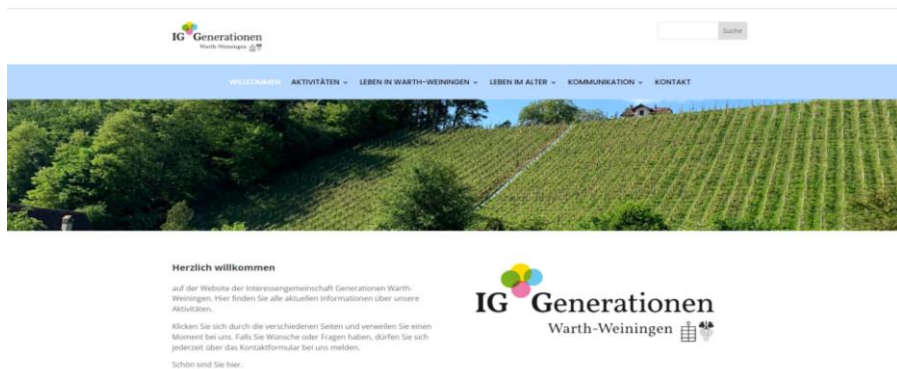 IG Generationen
Warth-Weiningen
Suche
WILLKOMMEN AKTIVITÄTEN LEBEN IN WARTH-WEININGEN LEBEN IM ALTER KOMMUNIKATION KONTAKT
Herzlich willkommen
auf der Website der Interessengemeinschaft Generationen Warth-
Weiningen. Hier finden Sie alle aktuellen Informationen über unsere
Aktivitäten.
Klicken Sie sich durch die verschiedenen Seiten und verweilen Sie einen
Moment bei uns. Falls Sie Wünsche oder Fragen haben, dürfen Sie sich
jederzeit über das Kontaktformular bei uns melden.
Schön sind Sie hier.
IG Generationen
Warth-Weiningen